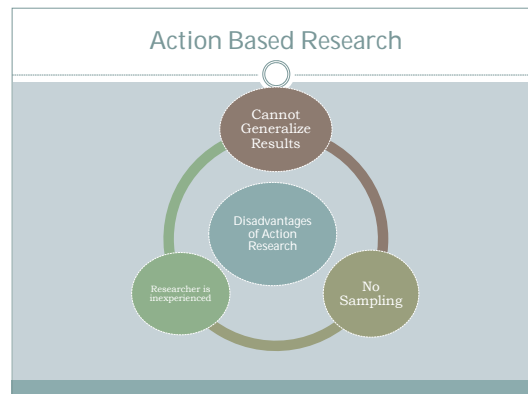 Action Based Research
Cannot
Generalize
Results
Disadvantages
of Action
Research
Researcher is
inexperienced
No
Sampling